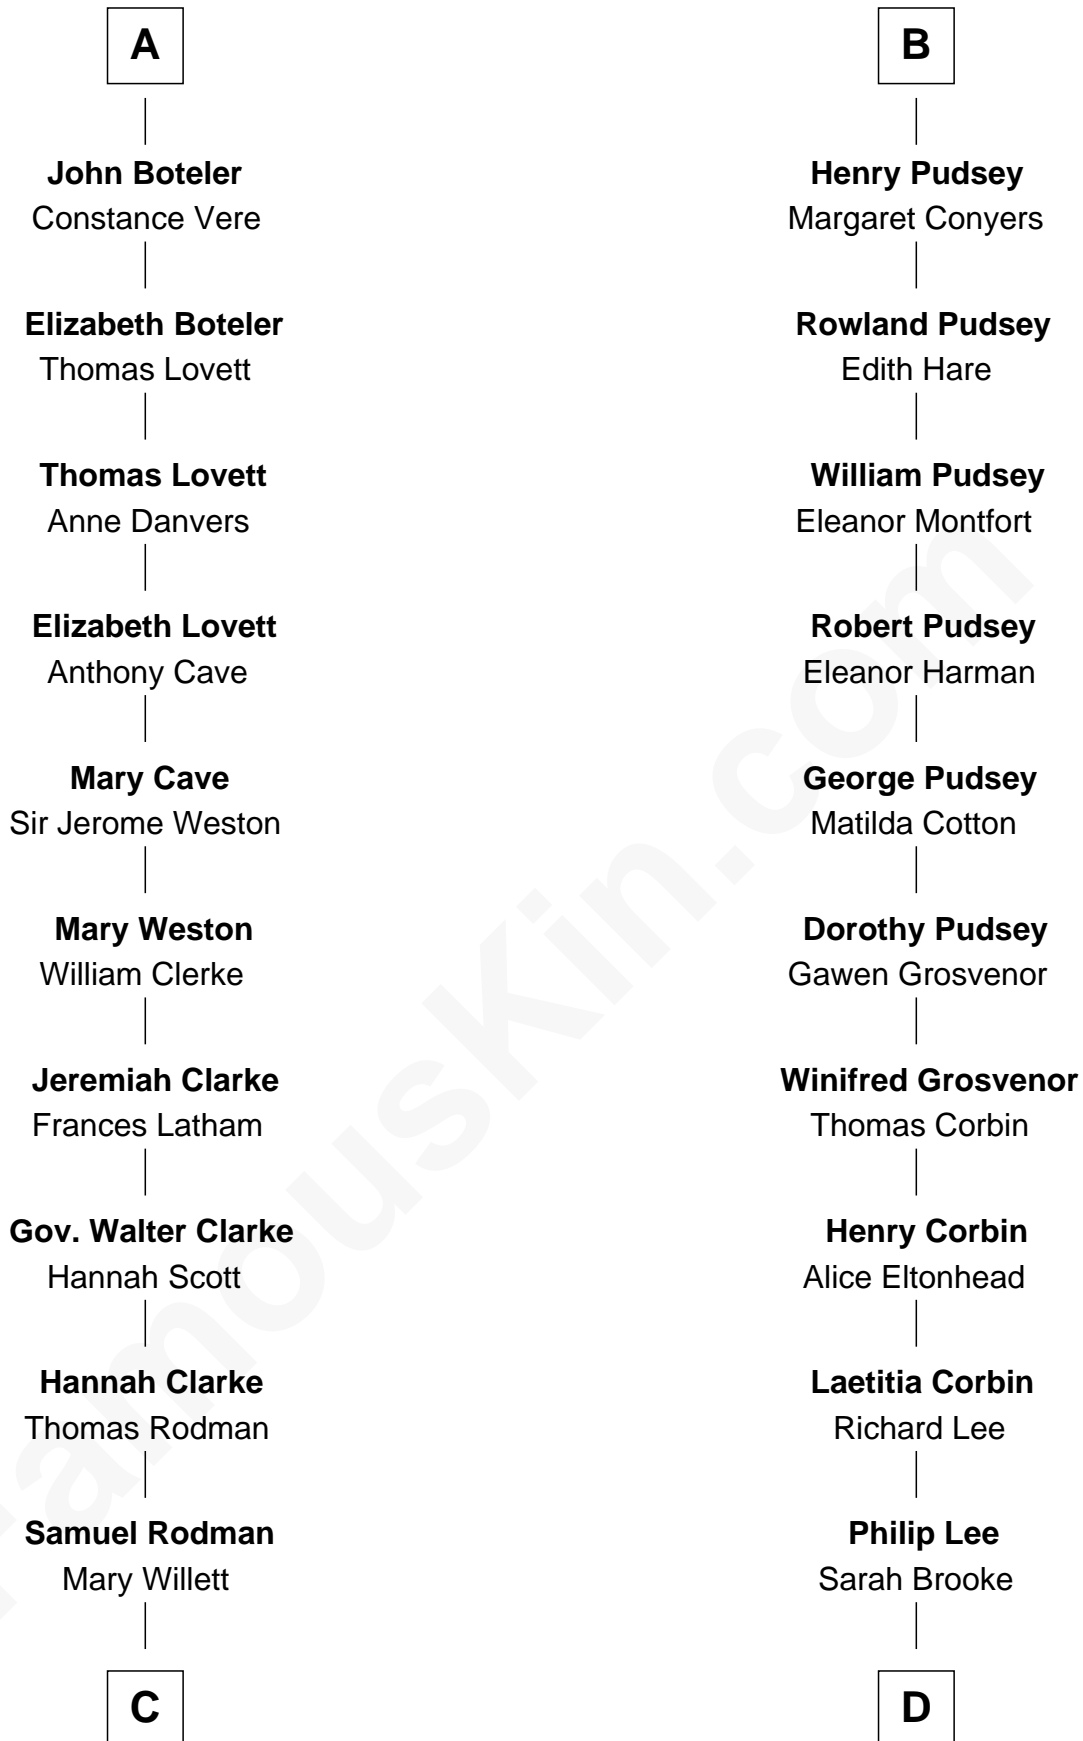 A
John Boteler
Constance Vere
Elizabeth Boteler
Thomas Lovett
Thomas Lovett
Anne Danvers
Elizabeth Lovett
Anthony Cave
Mary Cave
Sir Jerome Weston
Mary Weston
William Clerke
Jeremiah Clarke
Frances Latham
Gov. Walter Clarke
Hannah Scott
Hannah Clarke
Thomas Rodman
Samuel Rodman
Mary Willett
C
B
Henry Pudsey
Margaret Conyers
Rowland Pudsey
Edith Hare
William Pudsey
Eleanor Montfort
Robert Pudsey
Eleanor Harman
George Pudsey
Matilda Cotton
Dorothy Pudsey
Gawen Grosvenor
Winifred Grosvenor
Thomas Corbin
Henry Corbin
Alice Eltonhead
Laetitia Corbin
Richard Lee
Philip Lee
Sarah Brooke
D
FamousKin.com